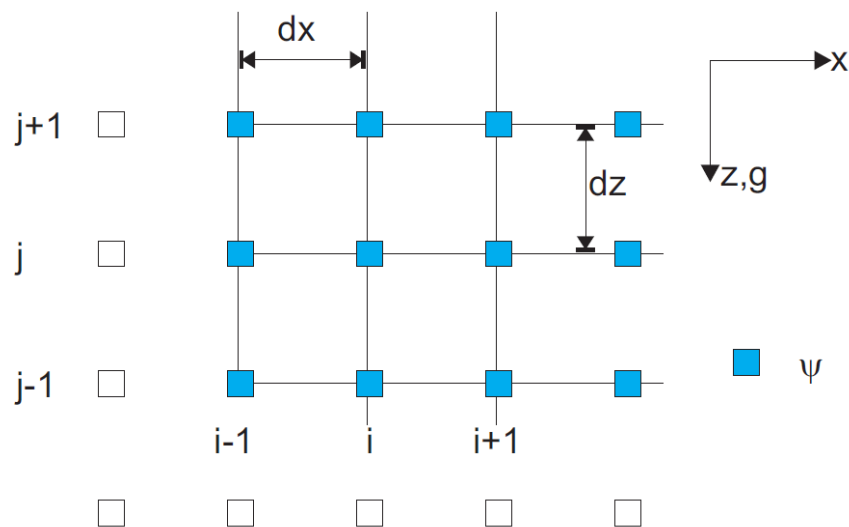 dx
x
j+1
z,g
dz
j
ψ
j-1
i-1 i i+1